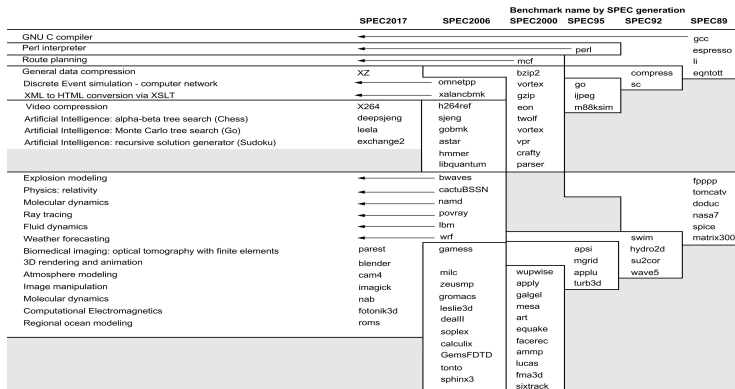 Benchmark name by SPEC generation
SPEC2017 SPEC2006 SPEC2000 SPEC95 SPEC92 SPEC89
GNU C compiler gcc
Perl interpreter perl espresso
Route planning mcf li
General data compression XZ bzip2 compress eqntott
Discrete Event simulation - computer network omnetpp vortex go sc
XML to HTML conversion via XSLT xalancbmk gzip ijpeg
Video compression X264 h264ref eon m88ksim
Artificial Intelligence: alpha-beta tree search (Chess) deepsjeng sjeng twolf
Artificial Intelligence: Monte Carlo tree search (Go) leela gobmk vortex
Artificial Intelligence: recursive solution generator (Sudoku) exchange2 astar vpr
hmmer crafty
libquantum parser
Explosion modeling bwaves fpppp
Physics: relativity cactuBSSN tomcatv
Molecular dynamics namd doduc
Ray tracing povray nasa7
Fluid dynamics lbm spice
Weather forecasting wrf swim matrix300
Biomedical imaging: optical tomography with finite elements parest gamess apsi hydro2d
3D rendering and animation blender mgrid su2cor
Atmosphere modeling cam4 milc wupwise applu wave5
Image manipulation imagick zeusmp apply turb3d
Molecular dynamics nab gromacs galgel
Computational Electromagnetics fotonik3d leslie3d mesa
Regional ocean modeling roms dealII art
soplex equake
calculix facerec
GemsFDTD ammp
tonto lucas
sphinx3 fma3d
sixtrack